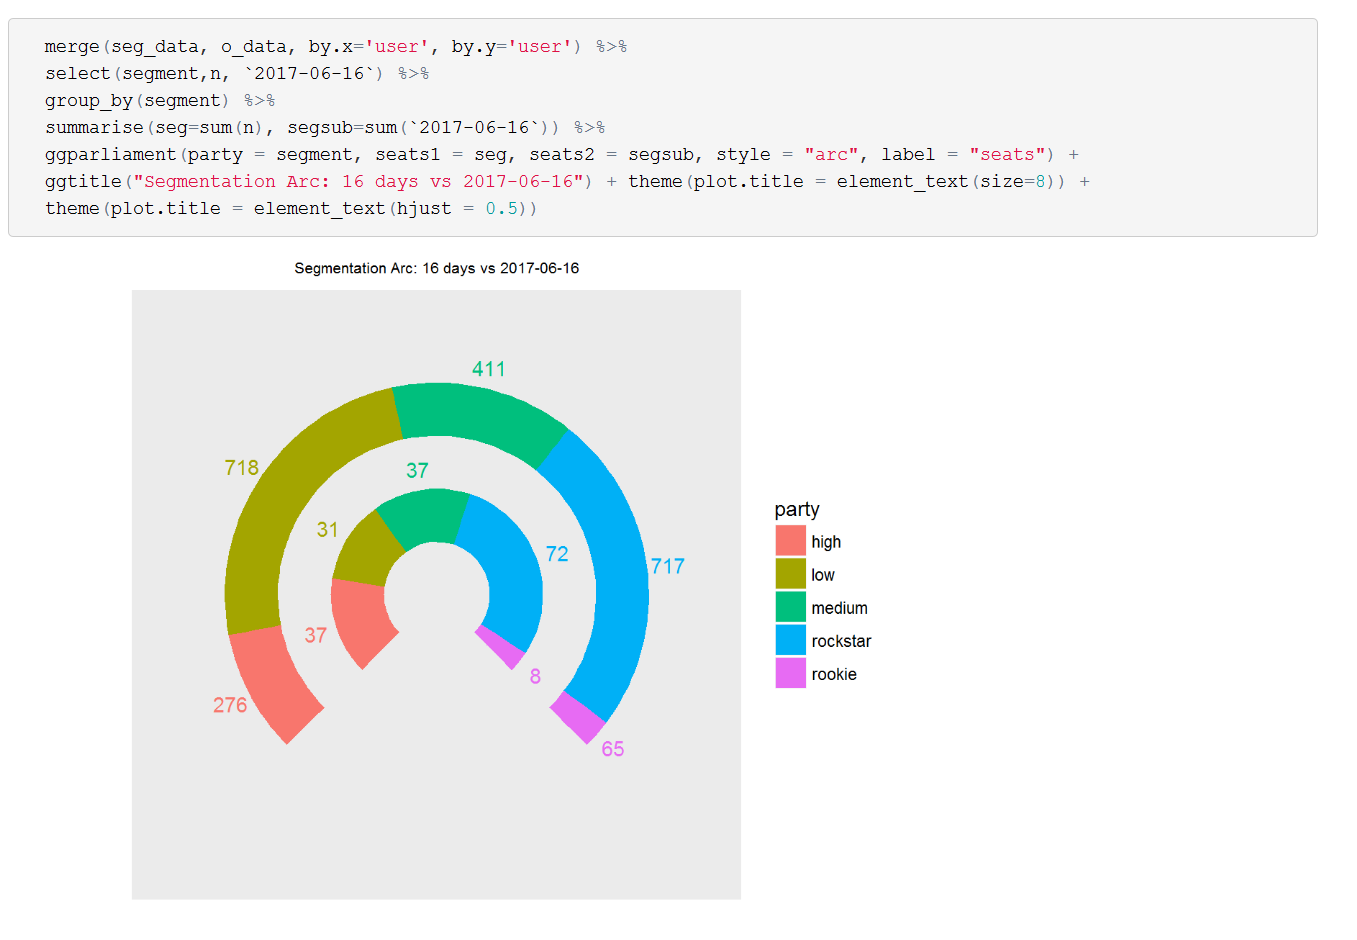 merge(seg_data, o_data, by.x='user', by.y='user') %>%
select(segment,n, `2017-06-16`) %>%
group_by(segment) %>%
summarise(seg=sum(n), segsub=sum(`2017-06-16`)) %>%
ggparliament(party = segment, seats1 = seg, seats2 = segsub, style = "arc", label = "seats") +
ggtitle("Segmentation Arc: 16 days vs 2017-06-16") + theme(plot.title = element_text(size=8)) +
theme(plot.title = element_text(hjust = 0.5))
Segmentation Arc: 16 days vs 2017-06-16
411
718
37
31
72
717
37
8
276
65
party
high
low
medium
rockstar
rookie